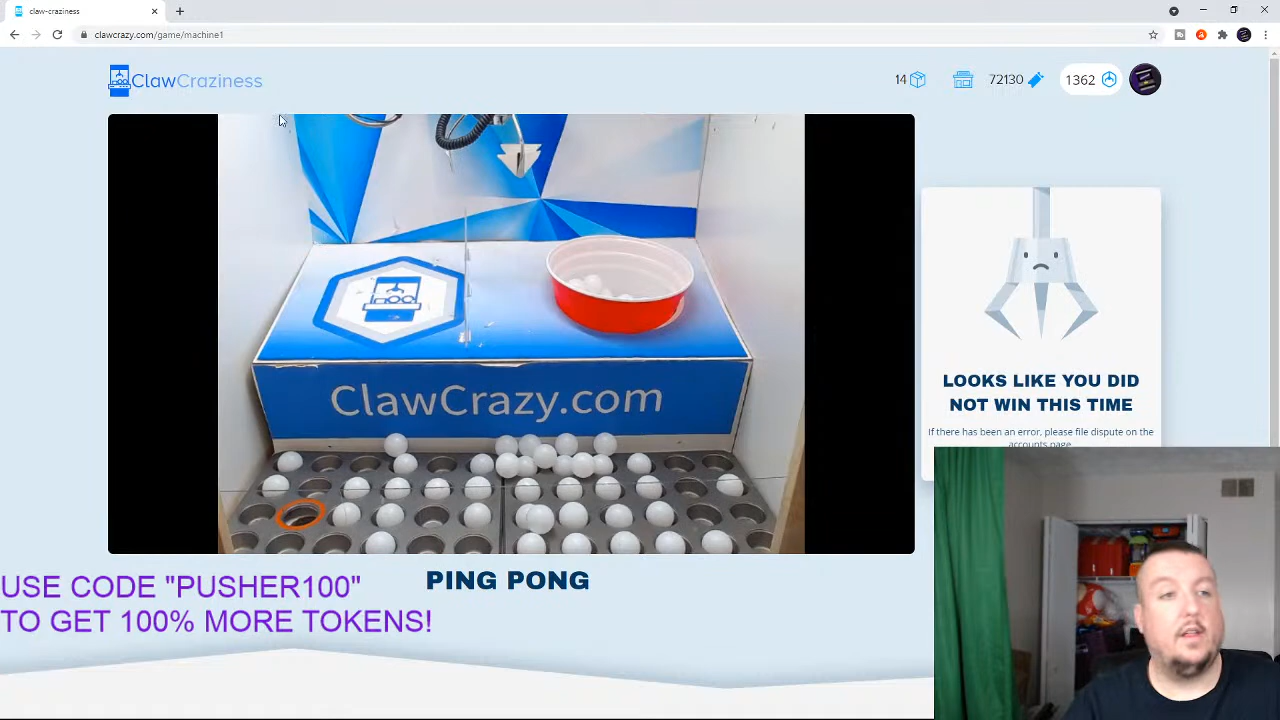 claw-craziness
clawcrazy.com/game/machine1
ClawCraziness
14
72130
1362
ClawCrazy.com
LOOKS LIKE YOU DID
NOT WIN THIS TIME
If there has been an error, please file dispute on the
accounts page.
PING PONG
USE CODE "PUSHER100"
TO GET 100% MORE TOKENS!